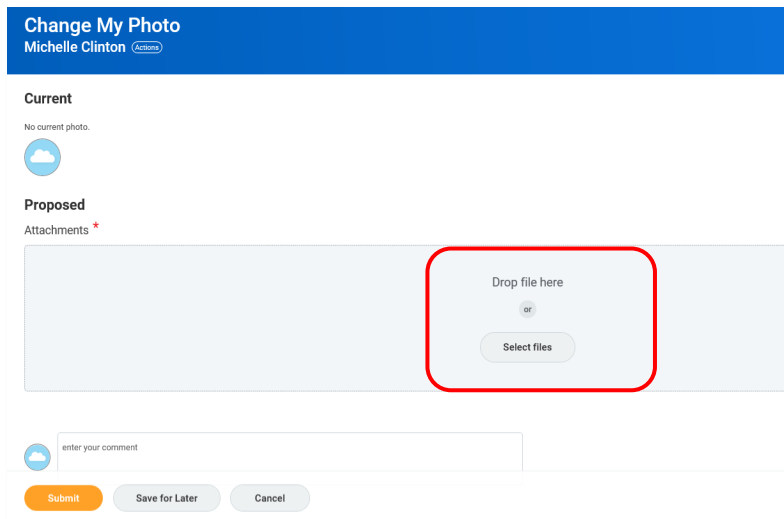 Change My Photo
Michelle Clinton Actions
Current
No current photo.
Proposed
Attachments *
Drop file here
or
Select files
enter your comment
Submit Save for Later Cancel